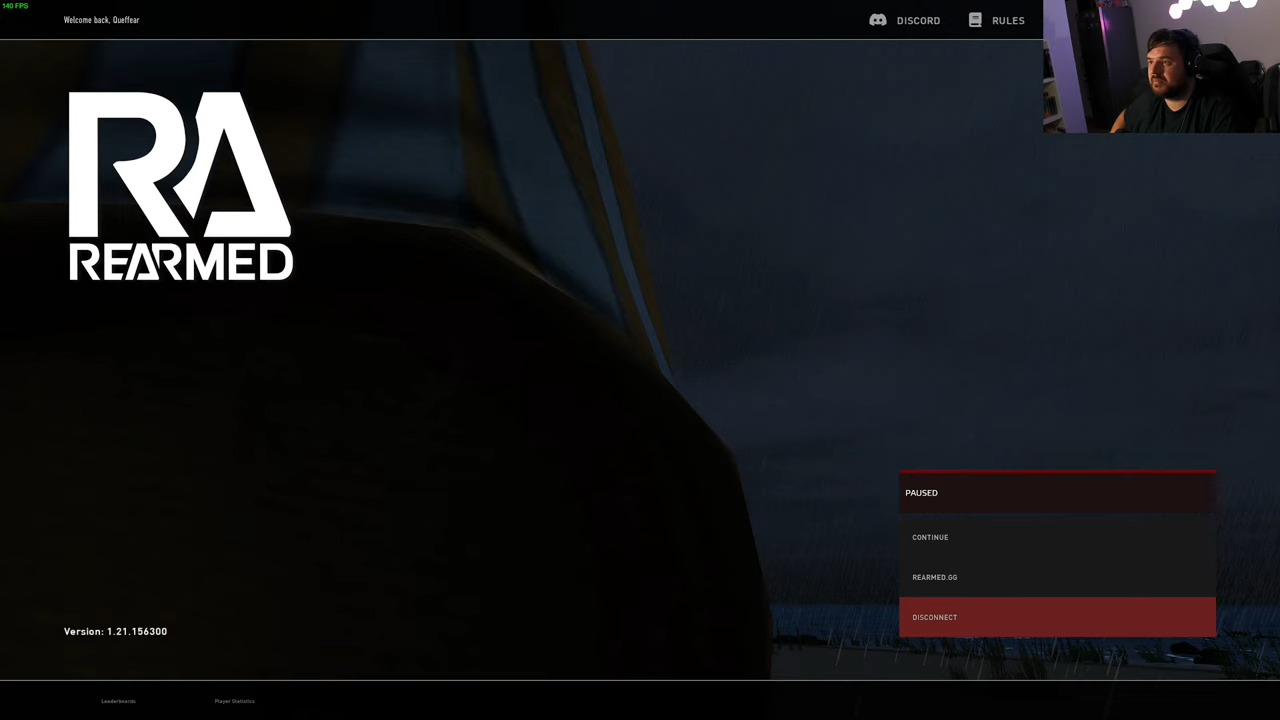 140 FPS
Welcome back, Queffear
DISCORD
RULES
RA
REARMED
PAUSED
CONTINUE
REARMED.GG
DISCONNECT
Version: 1.21.156300
Leaderboards
Player Statistics